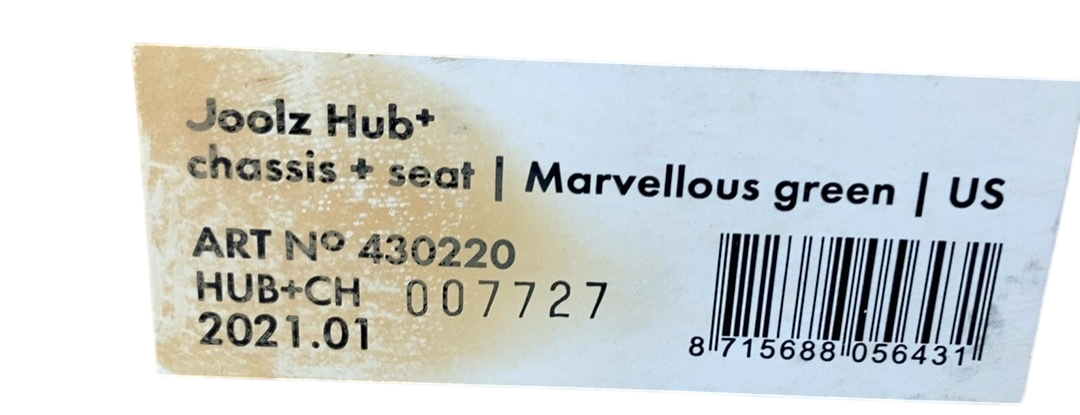 Joolz Hub+
chassis + seat | Marvellous green | US
ART Nº 430220
HUB+CH 007727
2021.01
8 715688 056431